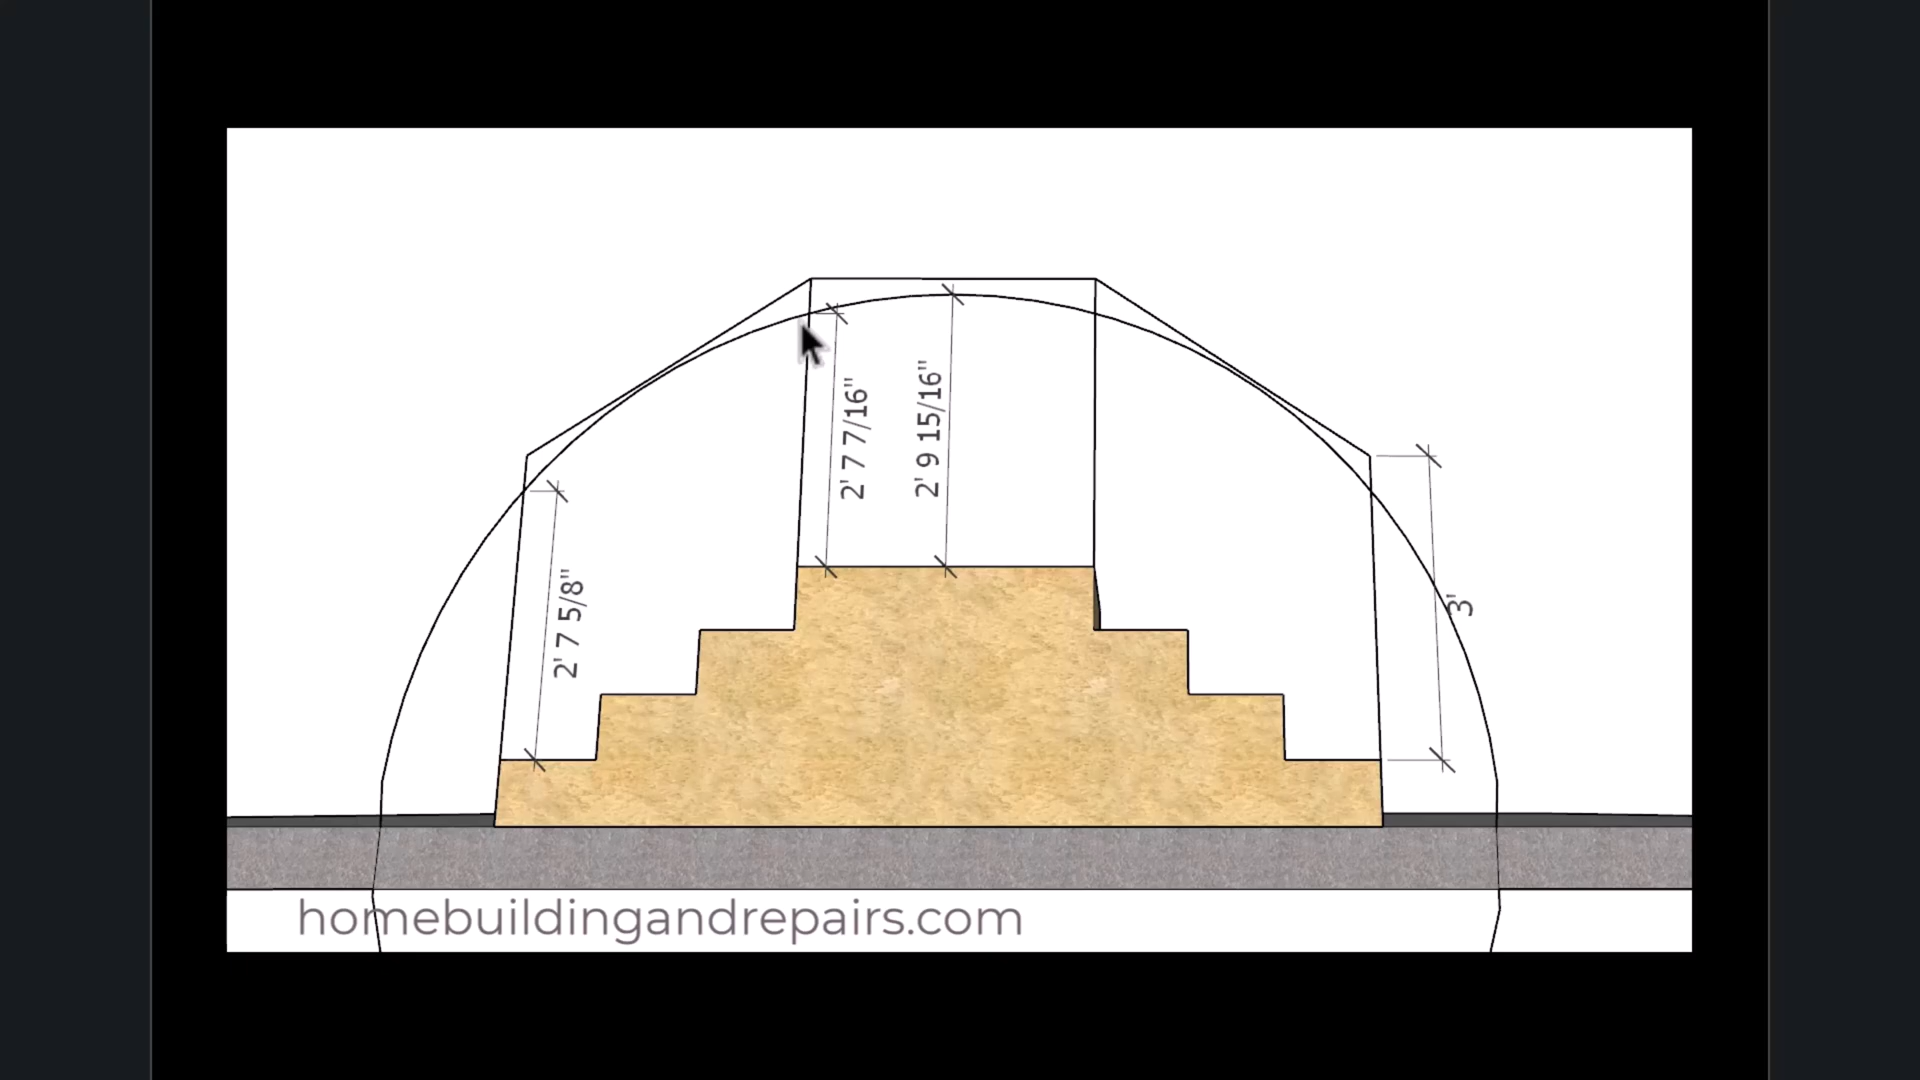 2' 7 5/8"
2' 7 7/16"
2' 9 15/16"
3'
homebuildingandrepairs.com